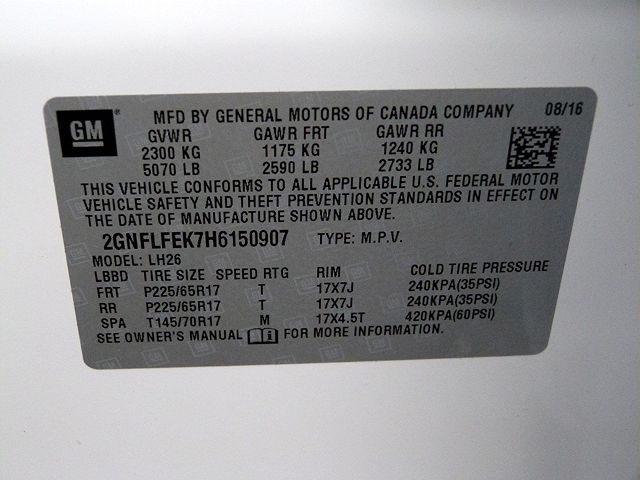 GM
MFD BY GENERAL MOTORS OF CANADA COMPANY 08/16
GVWR GAWR FRT GAWR RR
2300 KG 1175 KG 1240 KG
5070 LB 2590 LB 2733 LB
THIS VEHICLE CONFORMS TO ALL APPLICABLE U.S. FEDERAL MOTOR
VEHICLE SAFETY AND THEFT PREVENTION STANDARDS IN EFFECT ON
THE DATE OF MANUFACTURE SHOWN ABOVE.
2GNFLFEK7H6150907 TYPE: M.P.V.
MODEL: LH26
LBBD TIRE SIZE SPEED RTG RIM COLD TIRE PRESSURE
FRT P225/65R17 T 17X7J 240KPA(35PSI)
RR P225/65R17 T 17X7J 240KPA(35PSI)
SPA T145/70R17 M 17X4.5T 420KPA(60PSI)
SEE OWNER'S MANUAL FOR MORE INFORMATION.